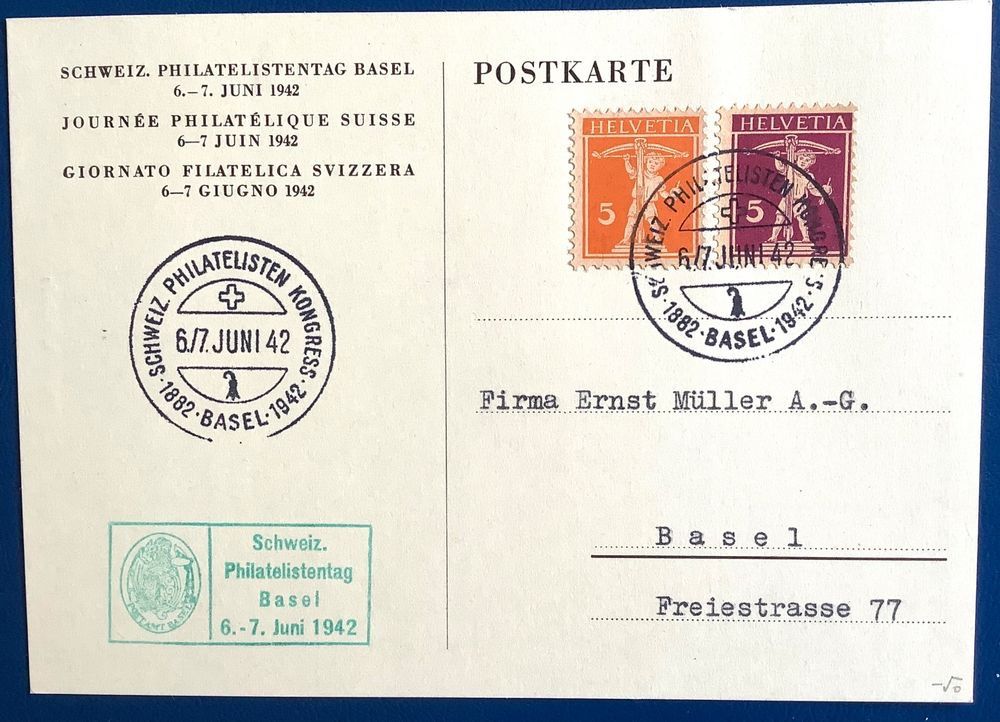 SCHWEIZ. PHILATELISTENTAG BASEL
6.–7. JUNI 1942
JOURNÉE PHILATÉLIQUE SUISSE
6–7 JUIN 1942
GIORNATO FILATELICA SVIZZERA
6–7 GIUGNO 1942
SCHWEIZ. PHILATELISTEN KONGRESS
6./7. JUNI 42
·1882·BASEL·1942·
Schweiz.
Philatelistentag
Basel
6.-7. Juni 1942
POSTAMT BASEL
POSTKARTE
HELVETIA
5
HELVETIA
5
SCHWEIZ. PHILATELISTEN KONGRE S.
6/7. JUNI 42
·1882·BASEL·1942·
Firma Ernst Müller A.-G.
Basel
Freiestrasse 77